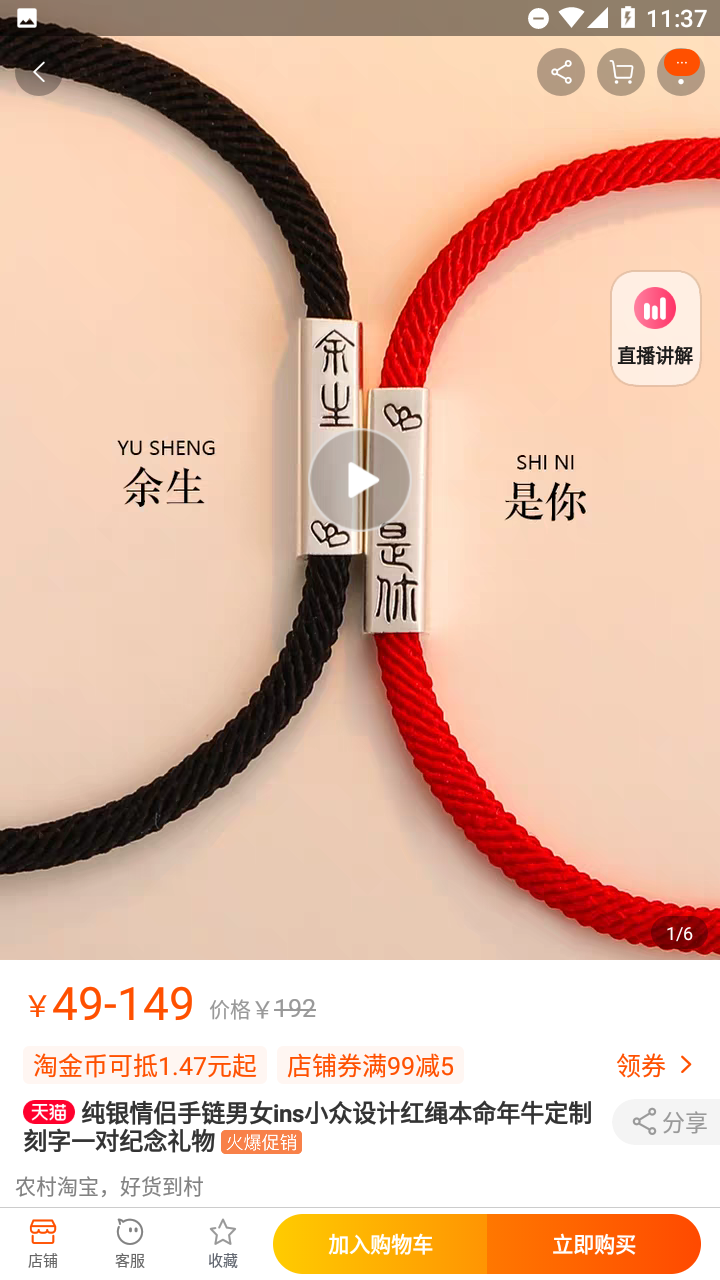 11:37
直播讲解
余生
YU SHENG
余生
SHI NI
是你
是你
1/6
￥49-149 价格￥192
淘金币可抵1.47元起 店铺券满99减5 领券
天猫 纯银情侣手链男女ins小众设计红绳本命年牛定制
刻字一对纪念礼物 火爆促销
分享
农村淘宝，好货到村
店铺 客服 收藏 加入购物车 立即购买